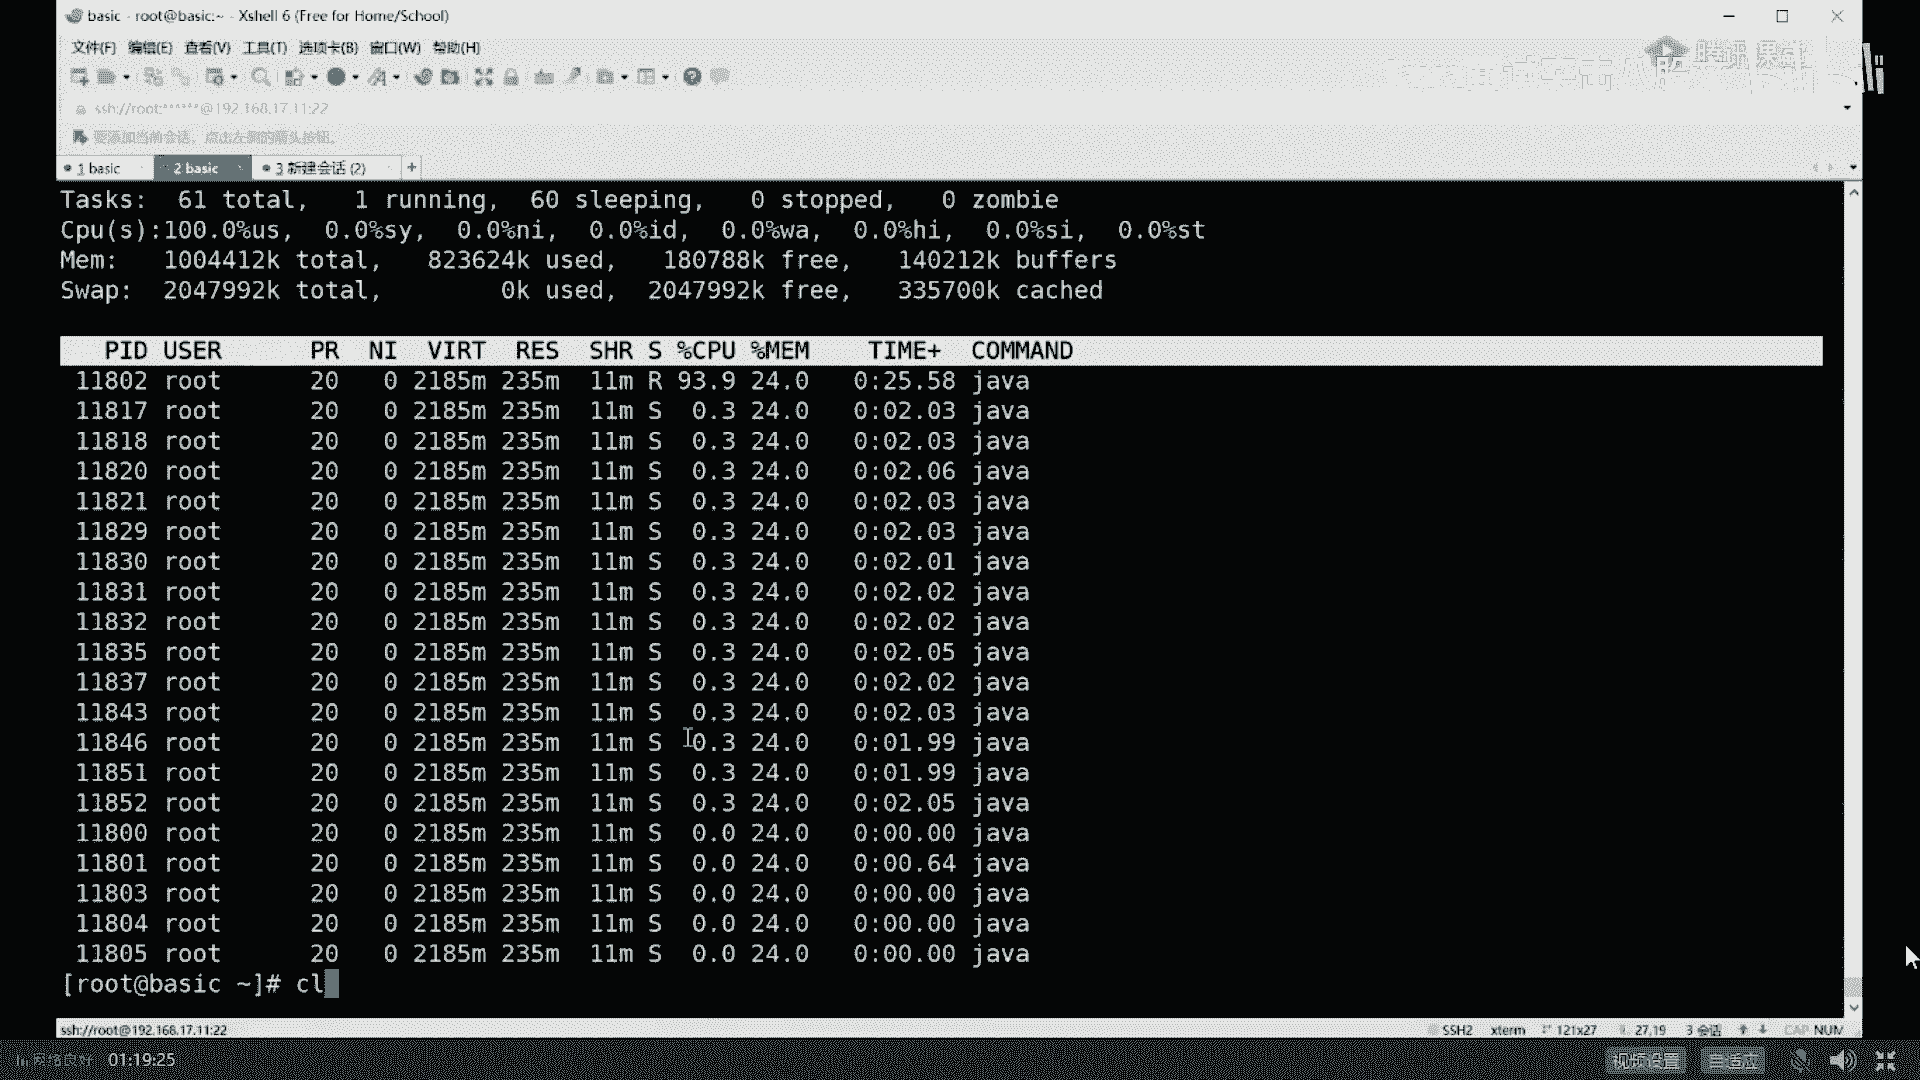 basic - root@basic:~ - Xshell 6 (Free for Home/School)
文件(F) 编辑(E) 查看(V) 工具(T) 选项卡(B) 窗口(W) 帮助(H)
ssh://root:******@192.168.17.11:22
要添加当前会话，点击左侧的箭头按钮。
1 basic 2 basic 3 新建会话 (2) +
Tasks: 61 total, 1 running, 60 sleeping, 0 stopped, 0 zombie
Cpu(s):100.0%us, 0.0%sy, 0.0%ni, 0.0%id, 0.0%wa, 0.0%hi, 0.0%si, 0.0%st
Mem: 1004412k total, 823624k used, 180788k free, 140212k buffers
Swap: 2047992k total, 0k used, 2047992k free, 335700k cached
PID USER PR NI VIRT RES SHR S %CPU %MEM TIME+ COMMAND
11802 root 20 0 2185m 235m 11m R 93.9 24.0 0:25.58 java
11817 root 20 0 2185m 235m 11m S 0.3 24.0 0:02.03 java
11818 root 20 0 2185m 235m 11m S 0.3 24.0 0:02.03 java
11820 root 20 0 2185m 235m 11m S 0.3 24.0 0:02.06 java
11821 root 20 0 2185m 235m 11m S 0.3 24.0 0:02.03 java
11829 root 20 0 2185m 235m 11m S 0.3 24.0 0:02.03 java
11830 root 20 0 2185m 235m 11m S 0.3 24.0 0:02.01 java
11831 root 20 0 2185m 235m 11m S 0.3 24.0 0:02.02 java
11832 root 20 0 2185m 235m 11m S 0.3 24.0 0:02.02 java
11835 root 20 0 2185m 235m 11m S 0.3 24.0 0:02.05 java
11837 root 20 0 2185m 235m 11m S 0.3 24.0 0:02.02 java
11843 root 20 0 2185m 235m 11m S 0.3 24.0 0:02.03 java
11846 root 20 0 2185m 235m 11m S 0.3 24.0 0:01.99 java
11851 root 20 0 2185m 235m 11m S 0.3 24.0 0:01.99 java
11852 root 20 0 2185m 235m 11m S 0.3 24.0 0:02.05 java
11800 root 20 0 2185m 235m 11m S 0.0 24.0 0:00.00 java
11801 root 20 0 2185m 235m 11m S 0.0 24.0 0:00.64 java
11803 root 20 0 2185m 235m 11m S 0.0 24.0 0:00.00 java
11804 root 20 0 2185m 235m 11m S 0.0 24.0 0:00.00 java
11805 root 20 0 2185m 235m 11m S 0.0 24.0 0:00.00 java
[root@basic ~]# cl
ssh://root@192.168.17.11:22 SSH2 xterm 121x27 27,19 3 会话 CAP NUM
网络良好 01:19:25 视频设置 自适应